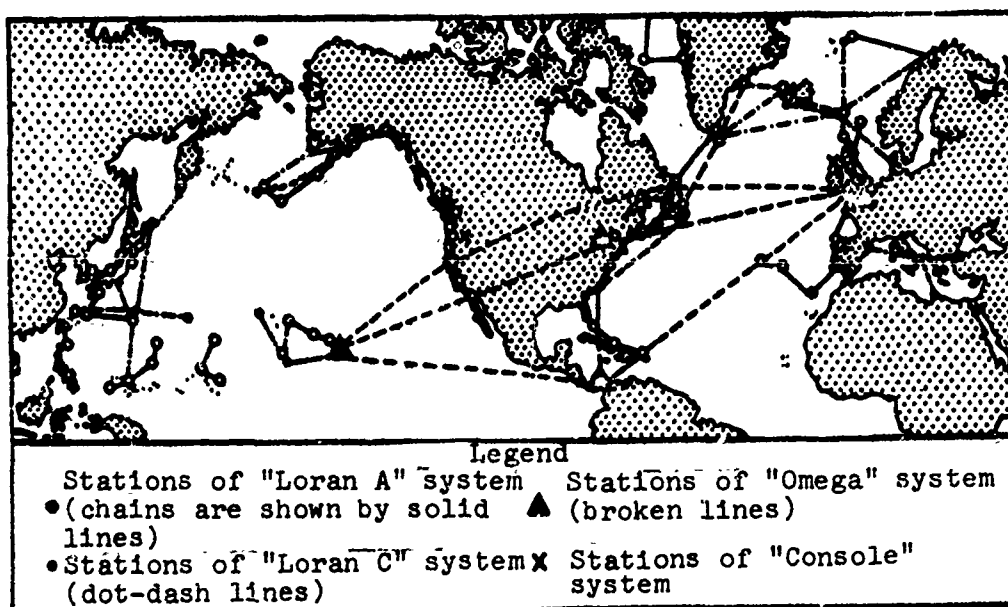 Legend
Stations of "Loran A" system
(chains are shown by solid
lines)
Stations of "Loran C" system
(dot-dash lines)
Stations of "Omega" system
(broken lines)
Stations of "Console"
system